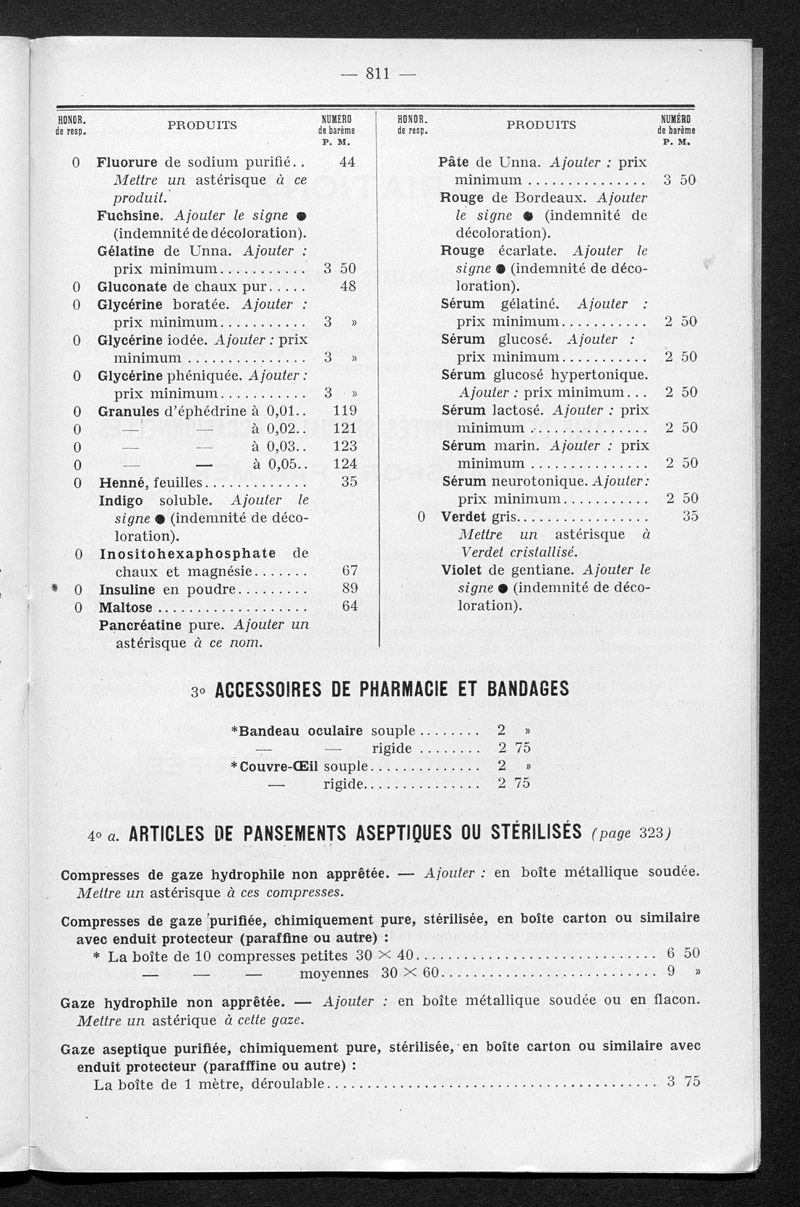 — 811 —
HONOR. de resp. PRODUITS NUMÉRO de barême P. M.
0 Fluorure de sodium purifié.. 44
Mettre un astérisque à ce
produit.
Fuchsine. Ajouter le signe ●
(indemnité de décoloration).
Gélatine de Unna. Ajouter :
prix minimum........... 3 50
0 Gluconate de chaux pur..... 48
0 Glycérine boratée. Ajouter :
prix minimum........... 3 »
0 Glycérine iodée. Ajouter : prix
minimum ............... 3 »
0 Glycérine phéniquée. Ajouter :
prix minimum........... 3 »
0 Granules d'éphédrine à 0,01.. 119
0 — — à 0,02.. 121
0 — — à 0,03.. 123
0 — — à 0,05.. 124
0 Henné, feuilles............. 35
Indigo soluble. Ajouter le
signe ● (indemnité de déco-
loration).
0 Inositohexaphosphate de
chaux et magnésie....... 67
0 Insuline en poudre......... 89
0 Maltose ................... 64
Pancréatine pure. Ajouter un
astérisque à ce nom.
HONOR. de resp. PRODUITS NUMÉRO de barême P. M.
Pâte de Unna. Ajouter : prix
minimum ............... 3 50
Rouge de Bordeaux. Ajouter
le signe ● (indemnité de
décoloration).
Rouge écarlate. Ajouter le
signe ● (indemnité de déco-
loration).
Sérum gélatiné. Ajouter :
prix minimum........... 2 50
Sérum glucosé. Ajouter :
prix minimum........... 2 50
Sérum glucosé hypertonique.
Ajouter : prix minimum... 2 50
Sérum lactosé. Ajouter : prix
minimum ............... 2 50
Sérum marin. Ajouter : prix
minimum ............... 2 50
Sérum neurotonique. Ajouter :
prix minimum........... 2 50
0 Verdet gris................. 35
Mettre un astérisque à
Verdet cristallisé.
Violet de gentiane. Ajouter le
signe ● (indemnité de déco-
loration).
3° ACCESSOIRES DE PHARMACIE ET BANDAGES
*Bandeau oculaire souple ........ 2 »
— — rigide ........ 2 75
*Couvre-Œil souple.............. 2 »
— rigide............... 2 75
4° a. ARTICLES DE PANSEMENTS ASEPTIQUES OU STÉRILISÉS (page 323)
Compresses de gaze hydrophile non apprêtée. — Ajouter : en boîte métallique soudée.
Mettre un astérisque à ces compresses.
Compresses de gaze purifiée, chimiquement pure, stérilisée, en boîte carton ou similaire
avec enduit protecteur (paraffine ou autre) :
* La boîte de 10 compresses petites 30 × 40.............................. 6 50
— — — moyennes 30 × 60........................... 9 »
Gaze hydrophile non apprêtée. — Ajouter : en boîte métallique soudée ou en flacon.
Mettre un astérique à cette gaze.
Gaze aseptique purifiée, chimiquement pure, stérilisée, en boîte carton ou similaire avec
enduit protecteur (parafffine ou autre) :
La boîte de 1 mètre, déroulable......................................... 3 75